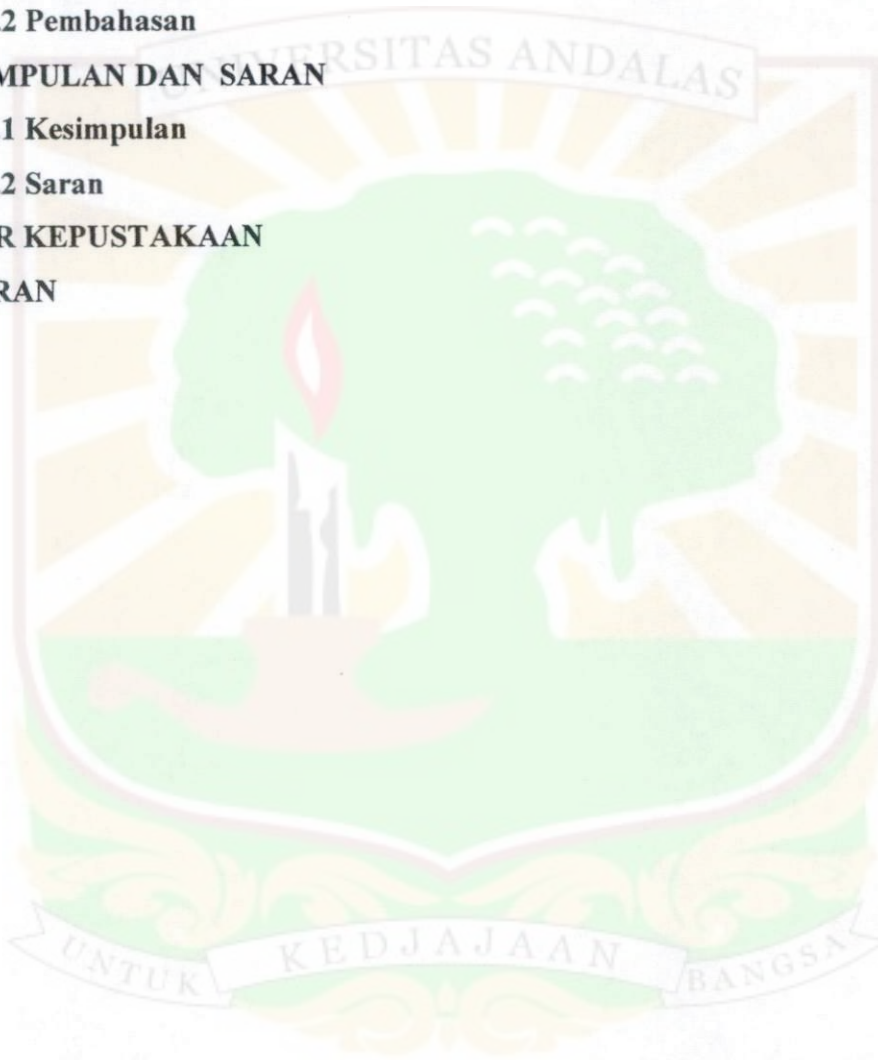 .2 Pembahasan
UNIVERSITAS ANDALAS
MPULAN DAN SARAN
.1 Kesimpulan
.2 Saran
R KEPUSTAKAAN
RAN
UNTUK KEDJAJAAN BANGSA